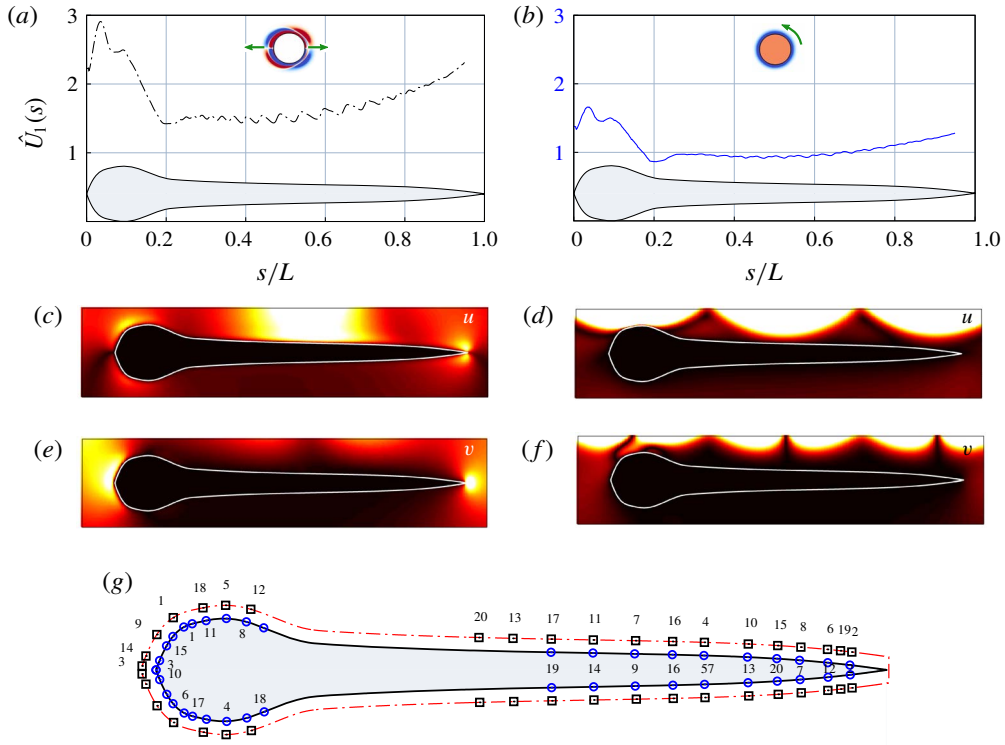 (a) (b)
3 3
2 2
1 1
Û₁(s)
0 0.2 0.4 0.6 0.8 1.0 0 0.2 0.4 0.6 0.8 1.0
s/L s/L
(c) u (d) u
(e) v (f) v
(g)
5
18 12
1
9
20 13 17 11 7 16 4 10 15 8 6 19 2
14
3
11 8
1
15
3
10
6
17 4 18
19 14 9 16 57 13 20 7 12